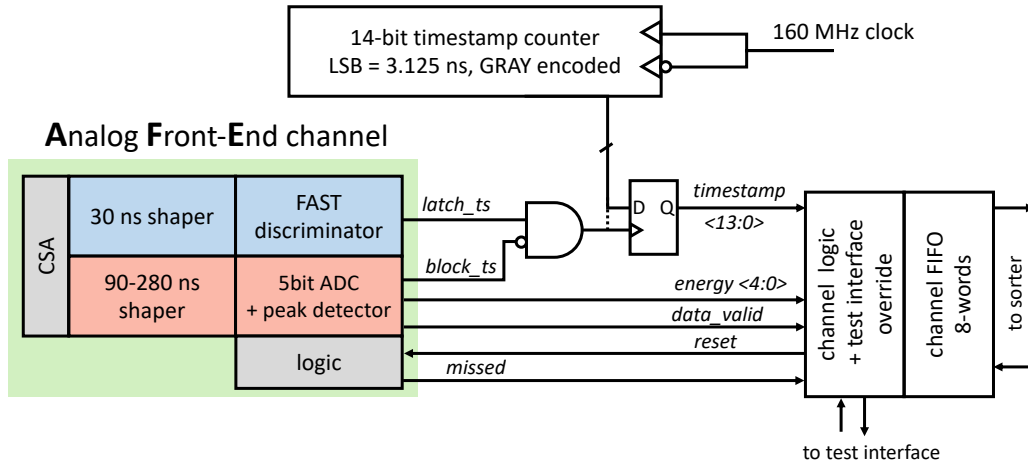 14-bit timestamp counter
LSB = 3.125 ns, GRAY encoded
160 MHz clock
Analog Front-End channel
CSA
30 ns shaper
FAST
discriminator
90-280 ns
shaper
5bit ADC
+ peak detector
logic
latch_ts
block_ts
D
Q
timestamp
<13:0>
energy <4:0>
data_valid
reset
missed
channel logic
+ test interface
override
channel FIFO
8-words
to sorter
to test interface